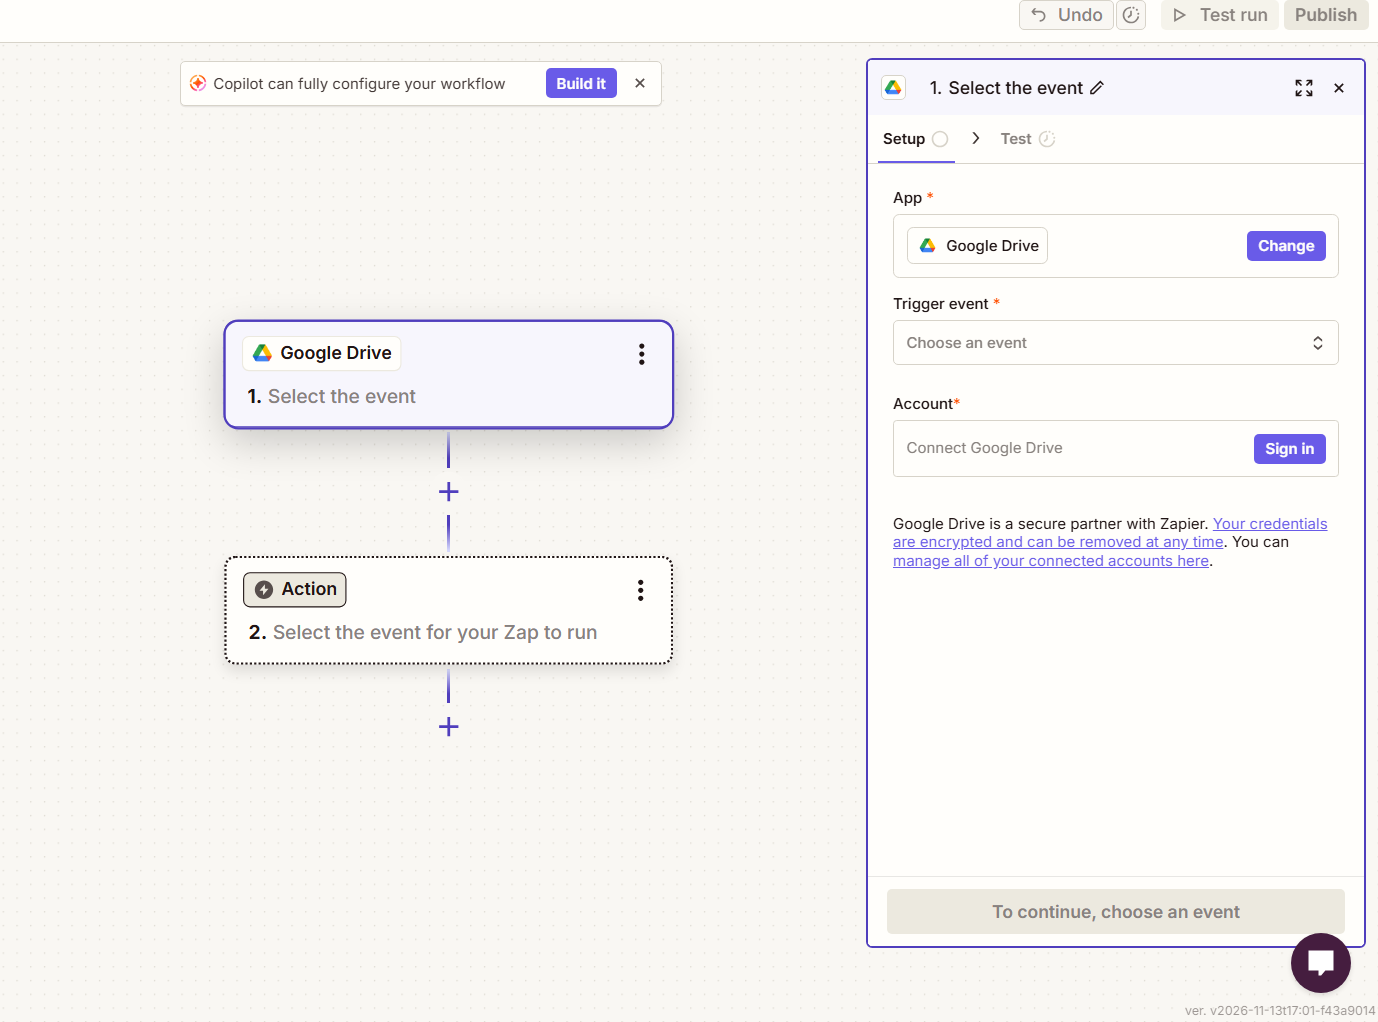 Undo
Test run
Publish
Copilot can fully configure your workflow
Build it
Google Drive
1. Select the event
Action
2. Select the event for your Zap to run
1. Select the event
Setup
Test
App *
Google Drive
Change
Trigger event *
Choose an event
Account*
Connect Google Drive
Sign in
Google Drive is a secure partner with Zapier. Your credentials
are encrypted and can be removed at any time. You can
manage all of your connected accounts here.
To continue, choose an event
ver. v2026-11-13t17:01-f43a9014